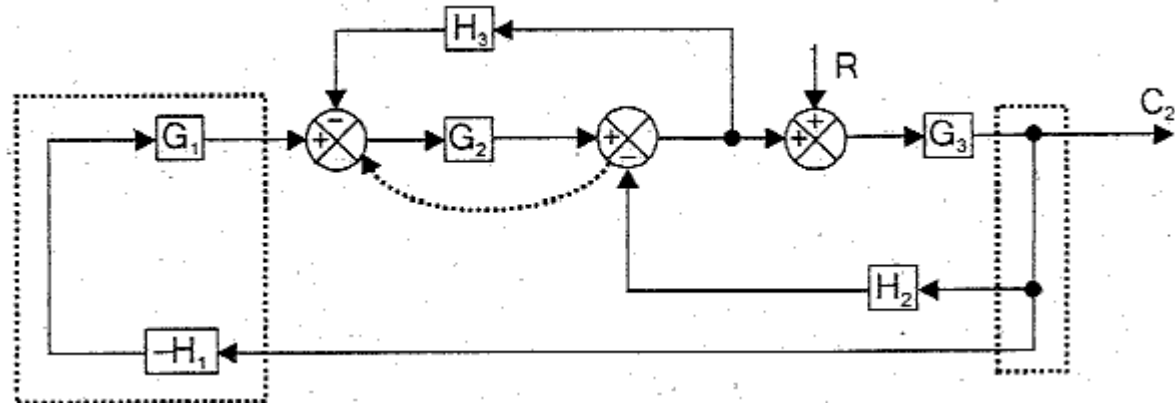 H₃
R
C₂
G₁
G₂
G₃
H₂
–H₁